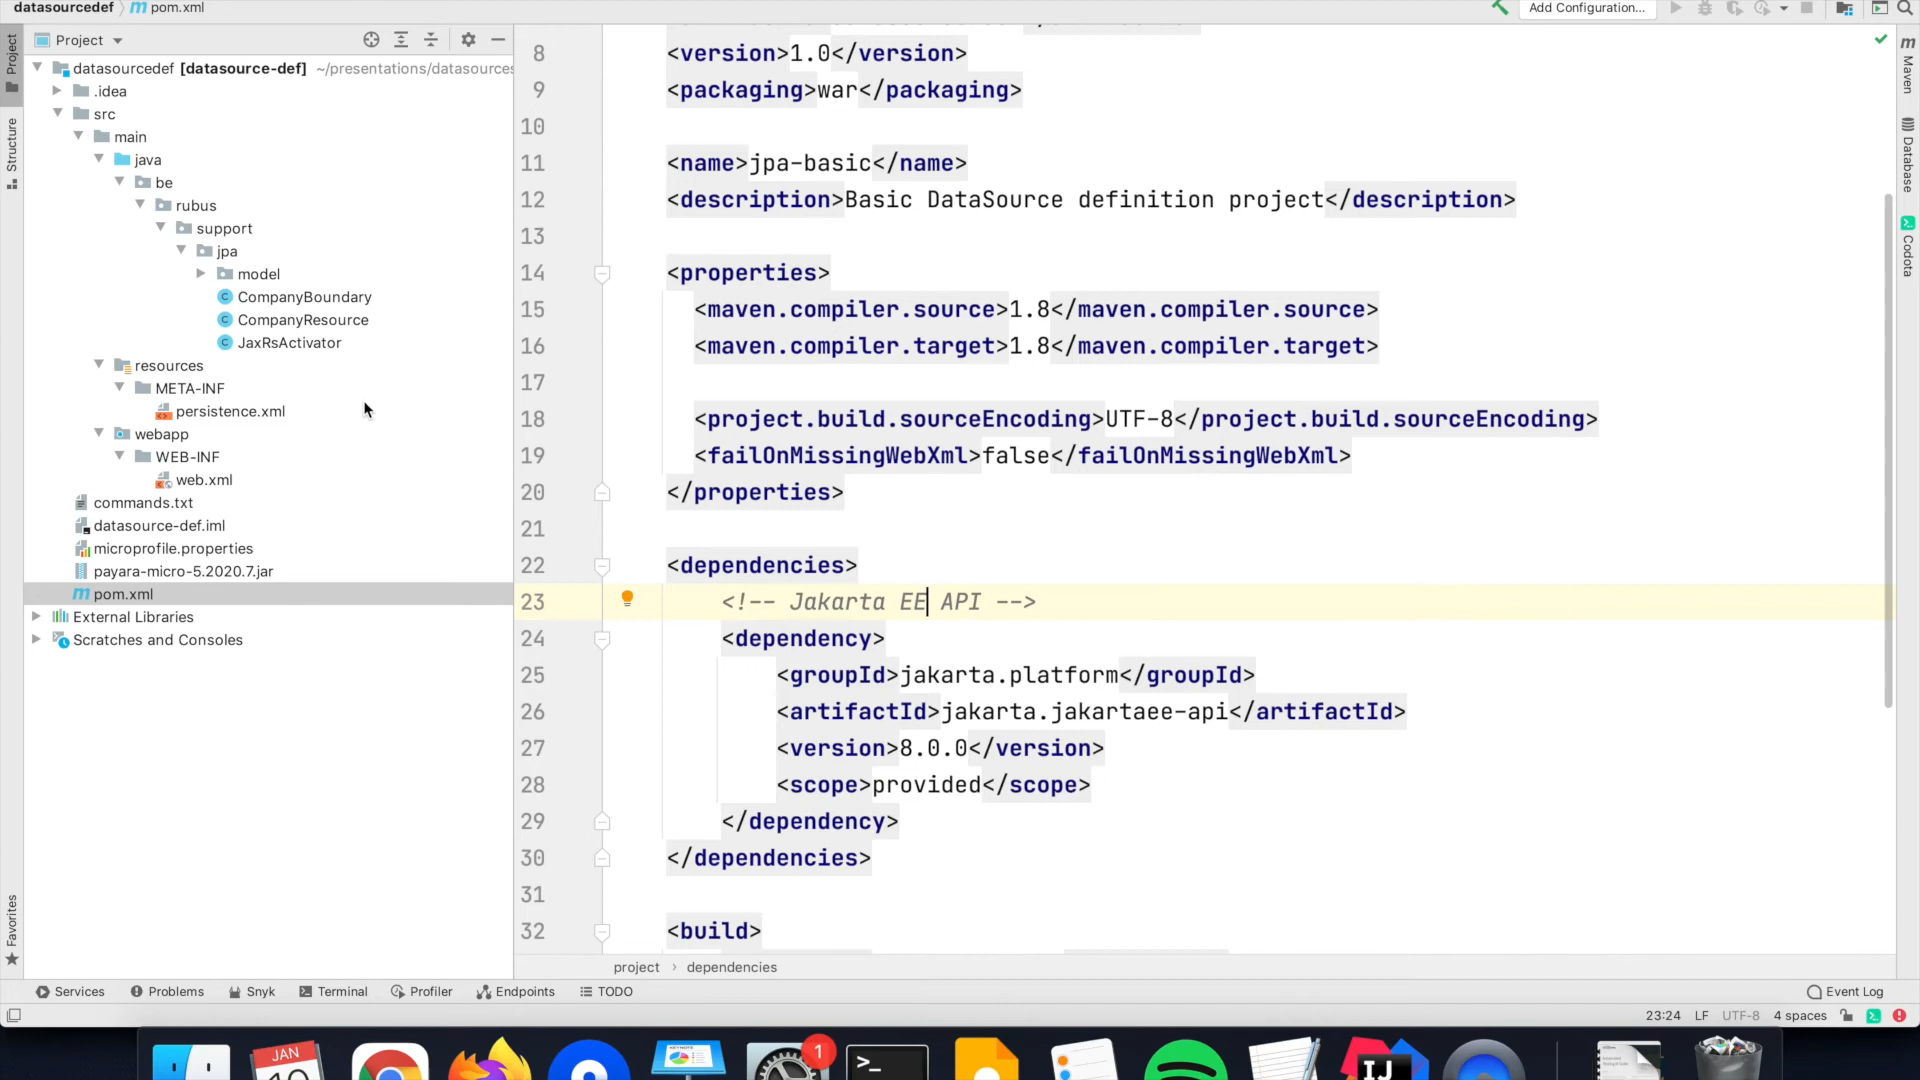 datasourcedef
pom.xml
Add Configuration...
Project
datasourcedef [datasource-def] ~/presentations/datasources
.idea
src
main
java
be
rubus
support
jpa
model
CompanyBoundary
CompanyResource
JaxRsActivator
resources
META-INF
persistence.xml
webapp
WEB-INF
web.xml
commands.txt
datasource-def.iml
microprofile.properties
payara-micro-5.2020.7.jar
pom.xml
External Libraries
Scratches and Consoles
Project
Structure
Favorites
8 <version>1.0</version>
9 <packaging>war</packaging>
10
11 <name>jpa-basic</name>
12 <description>Basic DataSource definition project</description>
13
14 <properties>
15 <maven.compiler.source>1.8</maven.compiler.source>
16 <maven.compiler.target>1.8</maven.compiler.target>
17
18 <project.build.sourceEncoding>UTF-8</project.build.sourceEncoding>
19 <failOnMissingWebXml>false</failOnMissingWebXml>
20 </properties>
21
22 <dependencies>
23 <!-- Jakarta EE API -->
24 <dependency>
25 <groupId>jakarta.platform</groupId>
26 <artifactId>jakarta.jakartaee-api</artifactId>
27 <version>8.0.0</version>
28 <scope>provided</scope>
29 </dependency>
30 </dependencies>
31
32 <build>
project › dependencies
Maven
Database
Codota
Services
Problems
Snyk
Terminal
Profiler
Endpoints
TODO
Event Log
23:24 LF UTF-8 4 spaces
JAN
1
>_
IJ